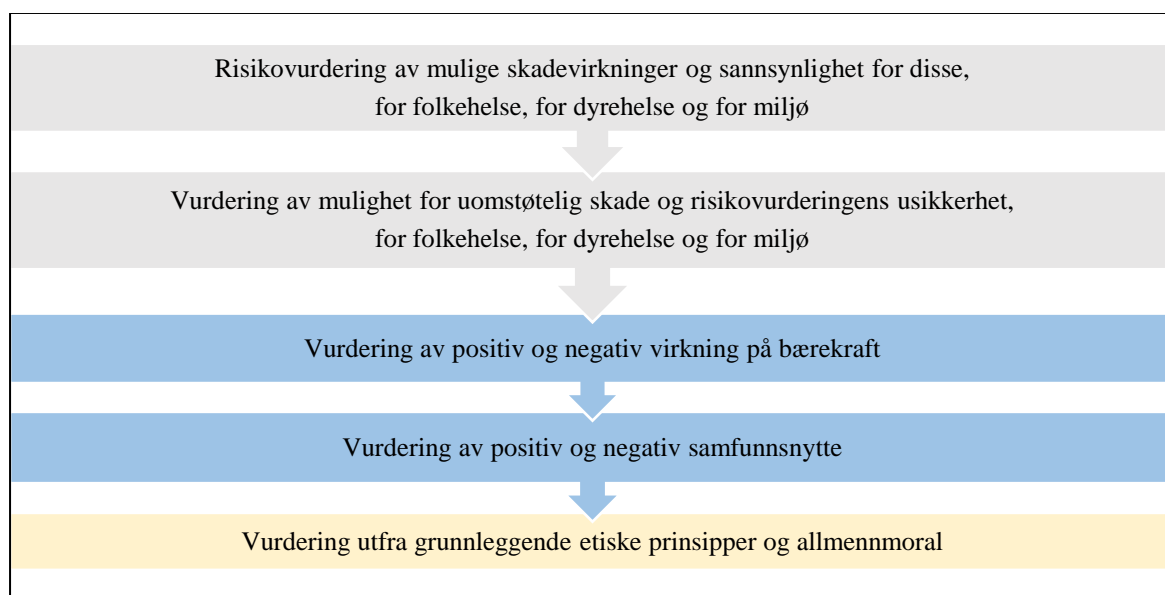 Risikovurdering av mulige skadevirkninger og sannsynlighet for disse,
for folkehelse, for dyrehelse og for miljø
Vurdering av mulighet for uomstøtelig skade og risikovurderingens usikkerhet,
for folkehelse, for dyrehelse og for miljø
Vurdering av positiv og negativ virkning på bærekraft
Vurdering av positiv og negativ samfunnsnytte
Vurdering utfra grunnleggende etiske prinsipper og allmennmoral